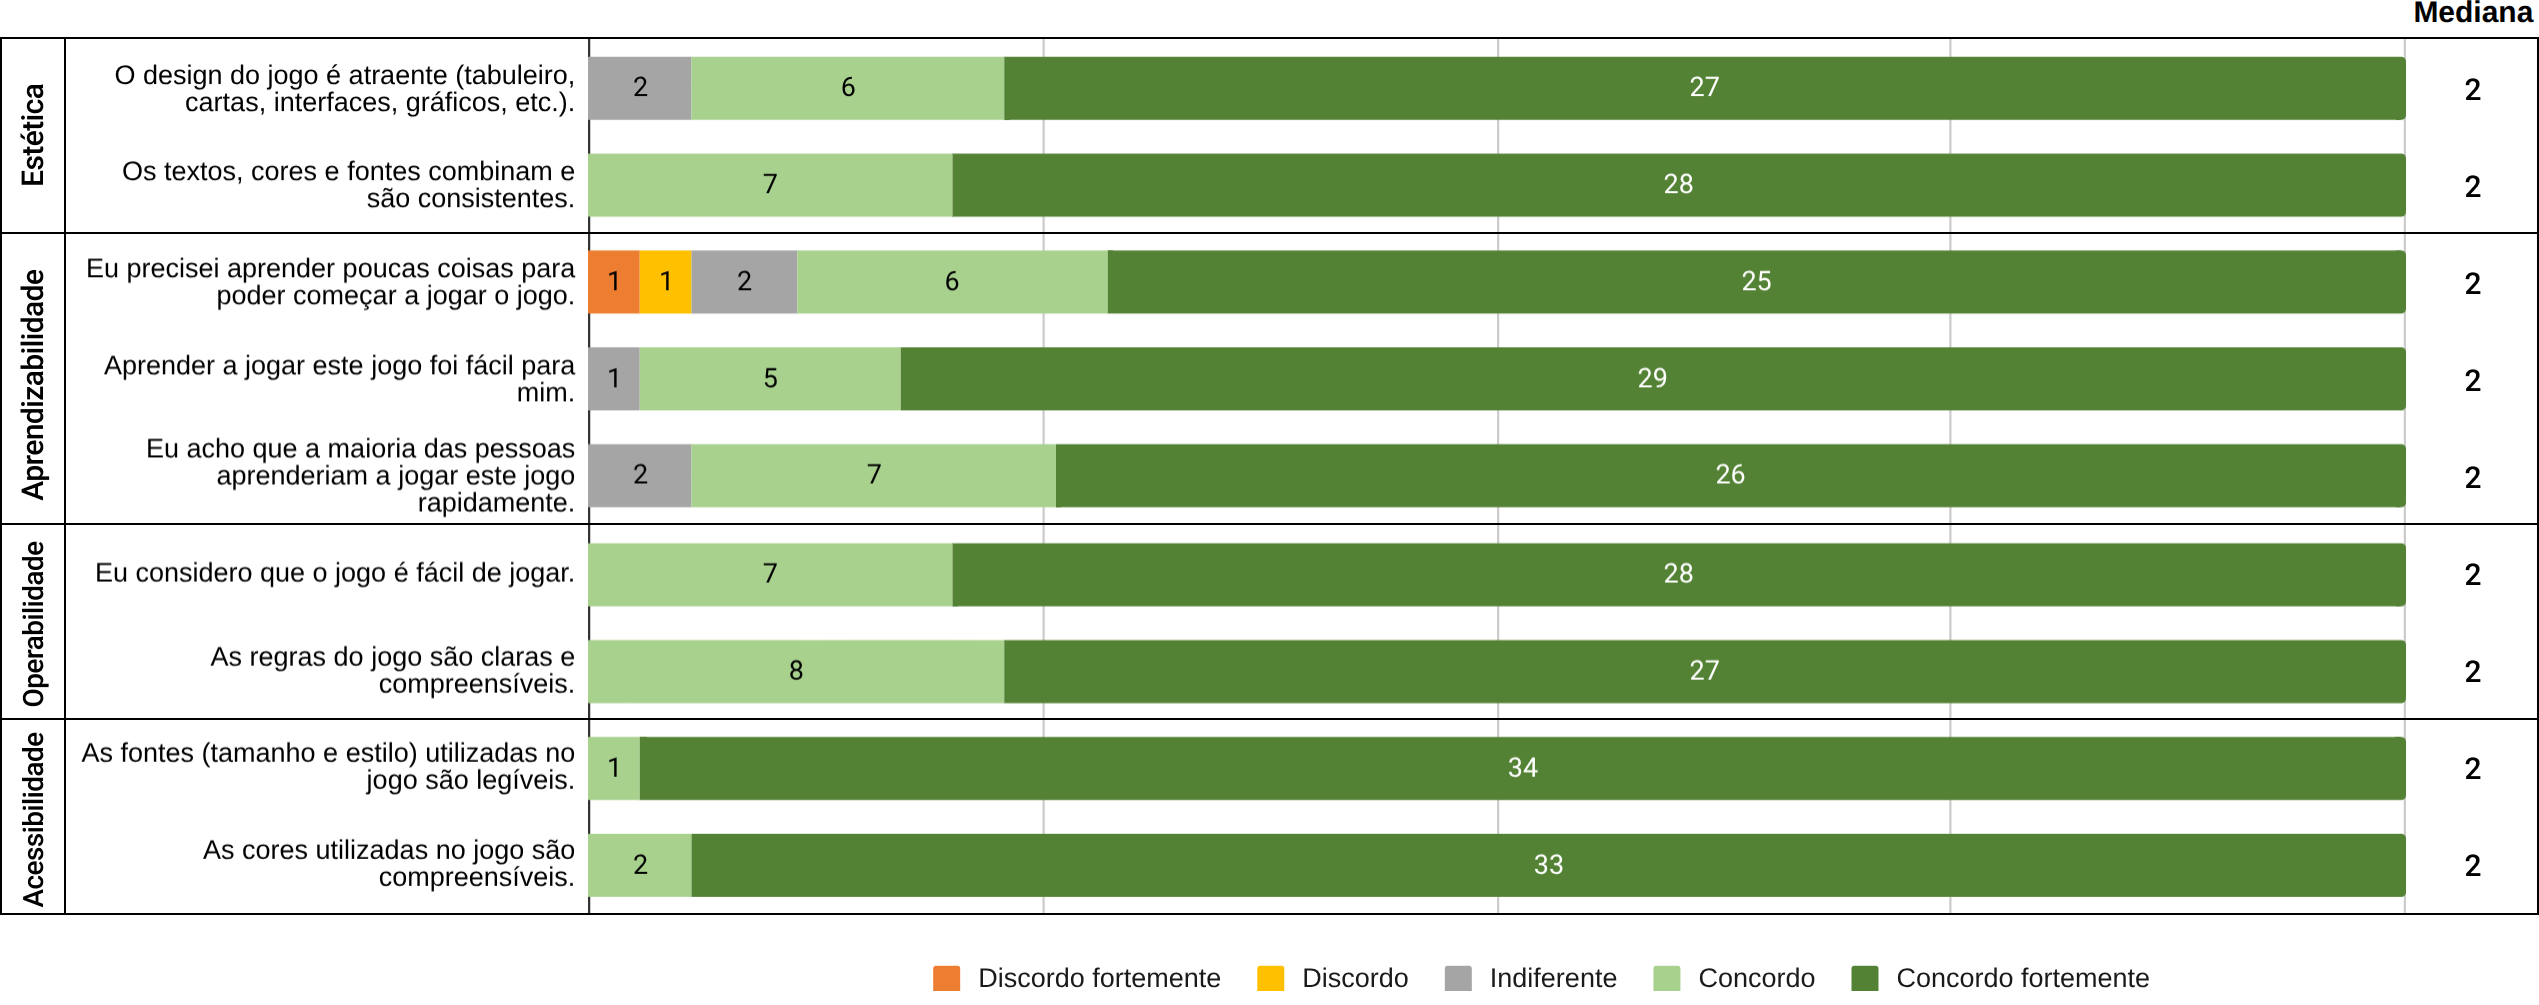 Mediana
Estética
O design do jogo é atraente (tabuleiro,
cartas, interfaces, gráficos, etc.).
2 6 27 2
Os textos, cores e fontes combinam e
são consistentes.
7 28 2
Aprendizabilidade
Eu precisei aprender poucas coisas para
poder começar a jogar o jogo.
1 1 2 6 25 2
Aprender a jogar este jogo foi fácil para
mim.
1 5 29 2
Eu acho que a maioria das pessoas
aprenderiam a jogar este jogo
rapidamente.
2 7 26 2
Operabilidade
Eu considero que o jogo é fácil de jogar.
7 28 2
As regras do jogo são claras e
compreensíveis.
8 27 2
Acessibilidade
As fontes (tamanho e estilo) utilizadas no
jogo são legíveis.
1 34 2
As cores utilizadas no jogo são
compreensíveis.
2 33 2
Discordo fortemente Discordo Indiferente Concordo Concordo fortemente